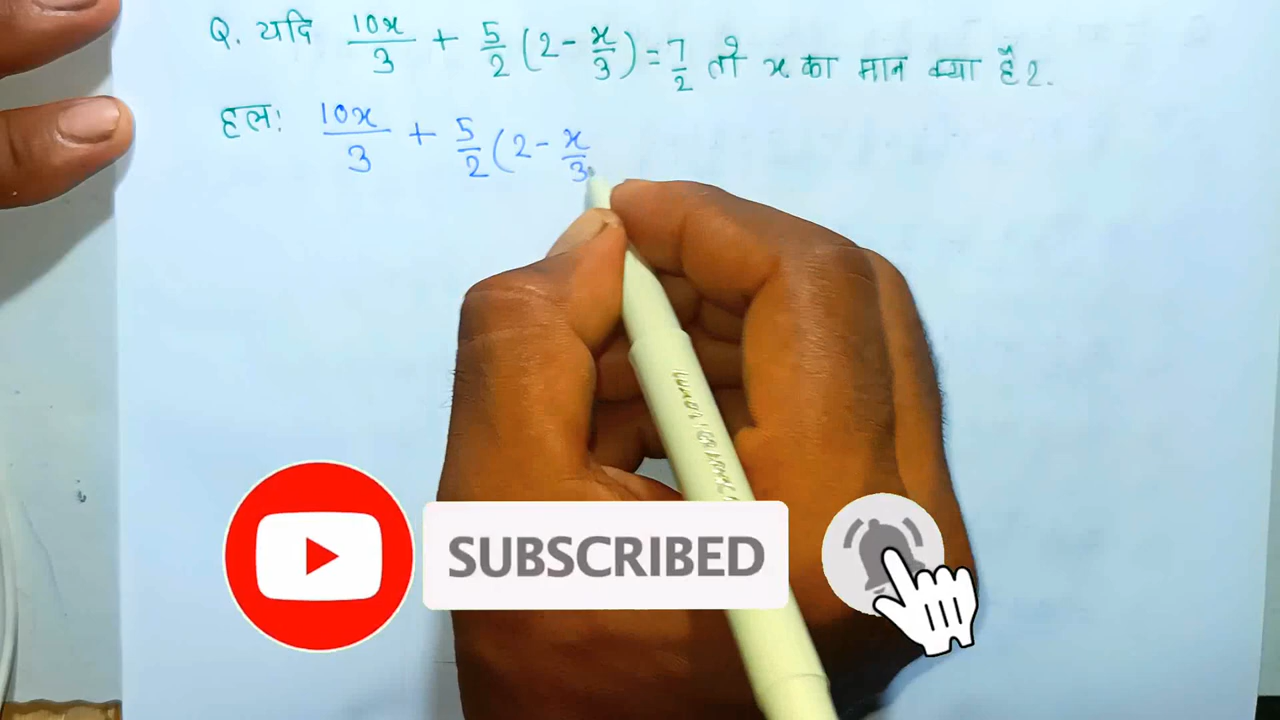 Q. यदि 10x/3 + 5/2 (2 - x/3) = 7/2 तो x का मान क्या है ?.
हल: 10x/3 + 5/2 (2 - x/3
SUBSCRIBED